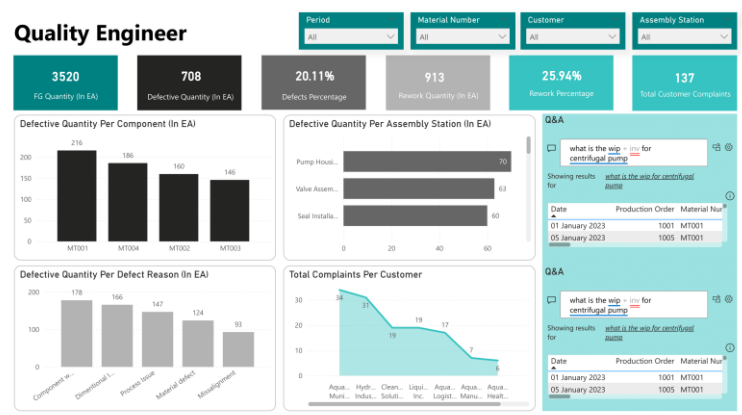 Quality Engineer
Period
All
Material Number
All
Customer
All
Assembly Station
All
3520
FG Quantity (In EA)
708
Defective Quantity (In EA)
20.11%
Defects Percentage
913
Rework Quantity (In EA)
25.94%
Rework Percentage
137
Total Customer Complaints
Defective Quantity Per Component (In EA)
216
186
160
146
200
150
100
50
0
MT001 MT004 MT002 MT003
Defective Quantity Per Assembly Station (In EA)
Pump Housi... 70
Valve Assem... 63
Seal Installa... 60
0 20 40 60
Q&A
what is the wip - inv for
centrifugal pump
Showing results what is the wip for centrifugal
for pump
Date Production Order Material Nur
01 January 2023 1001 MT001
05 January 2023 1005 MT001
Defective Quantity Per Defect Reason (In EA)
200
100
0
178
166
147
124
93
Component w...
Dimentional I...
Process Issue
Material defect
Missalignment
Total Complaints Per Customer
30
20
10
0
34
31
19
19
17
7
6
Aqua... Hydr... Clean... Liqui... Aqua... Aqua... Aqua...
Muni... Indus... Soluti... Inc. Logist... Manu... Healt...
Q&A
what is the wip - inv for
centrifugal pump
Showing results what is the wip for centrifugal
for pump
Date Production Order Material Nur
01 January 2023 1001 MT001
05 January 2023 1005 MT001